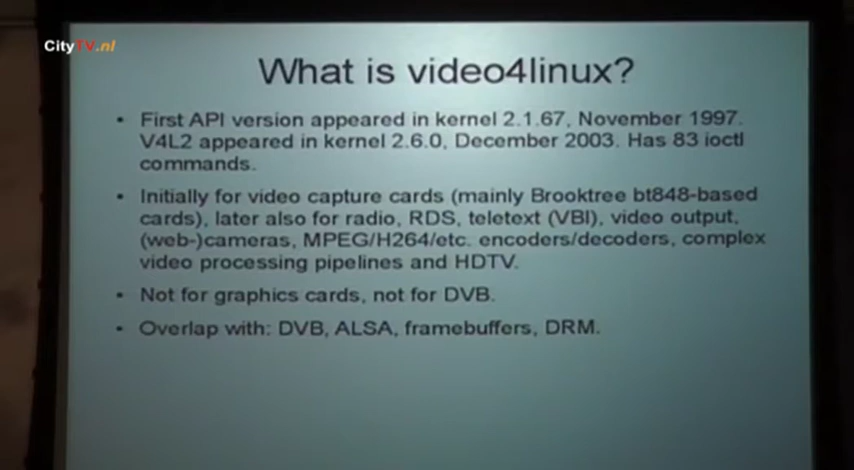 CityTV.nl
What is video4linux?
• First API version appeared in kernel 2.1.67, November 1997.
V4L2 appeared in kernel 2.6.0, December 2003. Has 83 ioctl
commands.
• Initially for video capture cards (mainly Brooktree bt848-based
cards), later also for radio, RDS, teletext (VBI), video output,
(web-)cameras, MPEG/H264/etc. encoders/decoders, complex
video processing pipelines and HDTV.
• Not for graphics cards, not for DVB.
• Overlap with: DVB, ALSA, framebuffers, DRM.